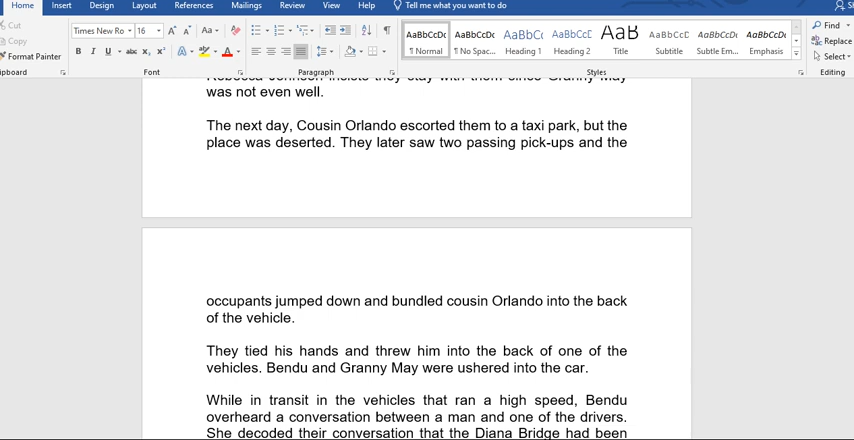 Home Insert Design Layout References Mailings Review View Help Tell me what you want to do
Cut
Copy
Format Painter
Times New Ro 16
B I U abc X₂ X²
Aa
A
¶
AaBbCcDc AaBbCcDc AaBbCc AaBbCcD AaB AaBbCcC AaBbCcDc AaBbCcDc
¶ Normal ¶ No Spac... Heading 1 Heading 2 Title Subtitle Subtle Em... Emphasis
Find
Replace
Select
Font Paragraph Styles Editing
was not even well.
The next day, Cousin Orlando escorted them to a taxi park, but the
place was deserted. They later saw two passing pick-ups and the
occupants jumped down and bundled cousin Orlando into the back
of the vehicle.
They tied his hands and threw him into the back of one of the
vehicles. Bendu and Granny May were ushered into the car.
While in transit in the vehicles that ran a high speed, Bendu
overheard a conversation between a man and one of the drivers.
She decoded their conversation that the Diana Bridge had been